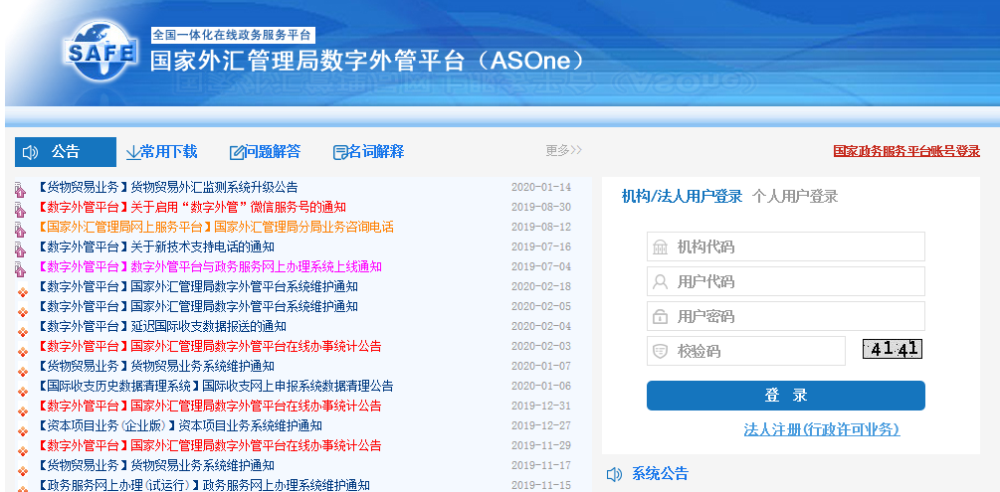 SAFE
全国一体化在线政务服务平台
国家外汇管理局数字外管平台（ASOne）
公告 常用下载 问题解答 名词解释 更多>>
国家政务服务平台账号登录
【货物贸易业务】货物贸易外汇监测系统升级公告 2020-01-14
【数字外管平台】关于启用“数字外管”微信服务号的通知 2019-08-30
【国家外汇管理局网上服务平台】国家外汇管理局分局业务咨询电话 2019-08-12
【数字外管平台】关于新技术支持电话的通知 2019-07-16
【数字外管平台】数字外管平台与政务服务网上办理系统上线通知 2019-07-04
【数字外管平台】国家外汇管理局数字外管平台系统维护通知 2020-02-18
【数字外管平台】国家外汇管理局数字外管平台系统维护通知 2020-02-05
【数字外管平台】延迟国际收支数据报送的通知 2020-02-04
【数字外管平台】国家外汇管理局数字外管平台在线办事统计公告 2020-02-03
【货物贸易业务】货物贸易业务系统维护通知 2020-01-07
【国际收支历史数据清理系统】国际收支网上申报系统数据清理公告 2020-01-06
【数字外管平台】国家外汇管理局数字外管平台在线办事统计公告 2019-12-31
【资本项目业务(企业版)】资本项目业务系统维护通知 2019-12-27
【数字外管平台】国家外汇管理局数字外管平台在线办事统计公告 2019-11-29
【货物贸易业务】货物贸易业务系统维护通知 2019-11-17
【政务服务网上办理(试运行)】政务服务网上办理系统维护通知 2019-11-15
机构/法人用户登录 个人用户登录
机构代码
用户代码
用户密码
校验码 4141
登 录
法人注册(行政许可业务)
系统公告